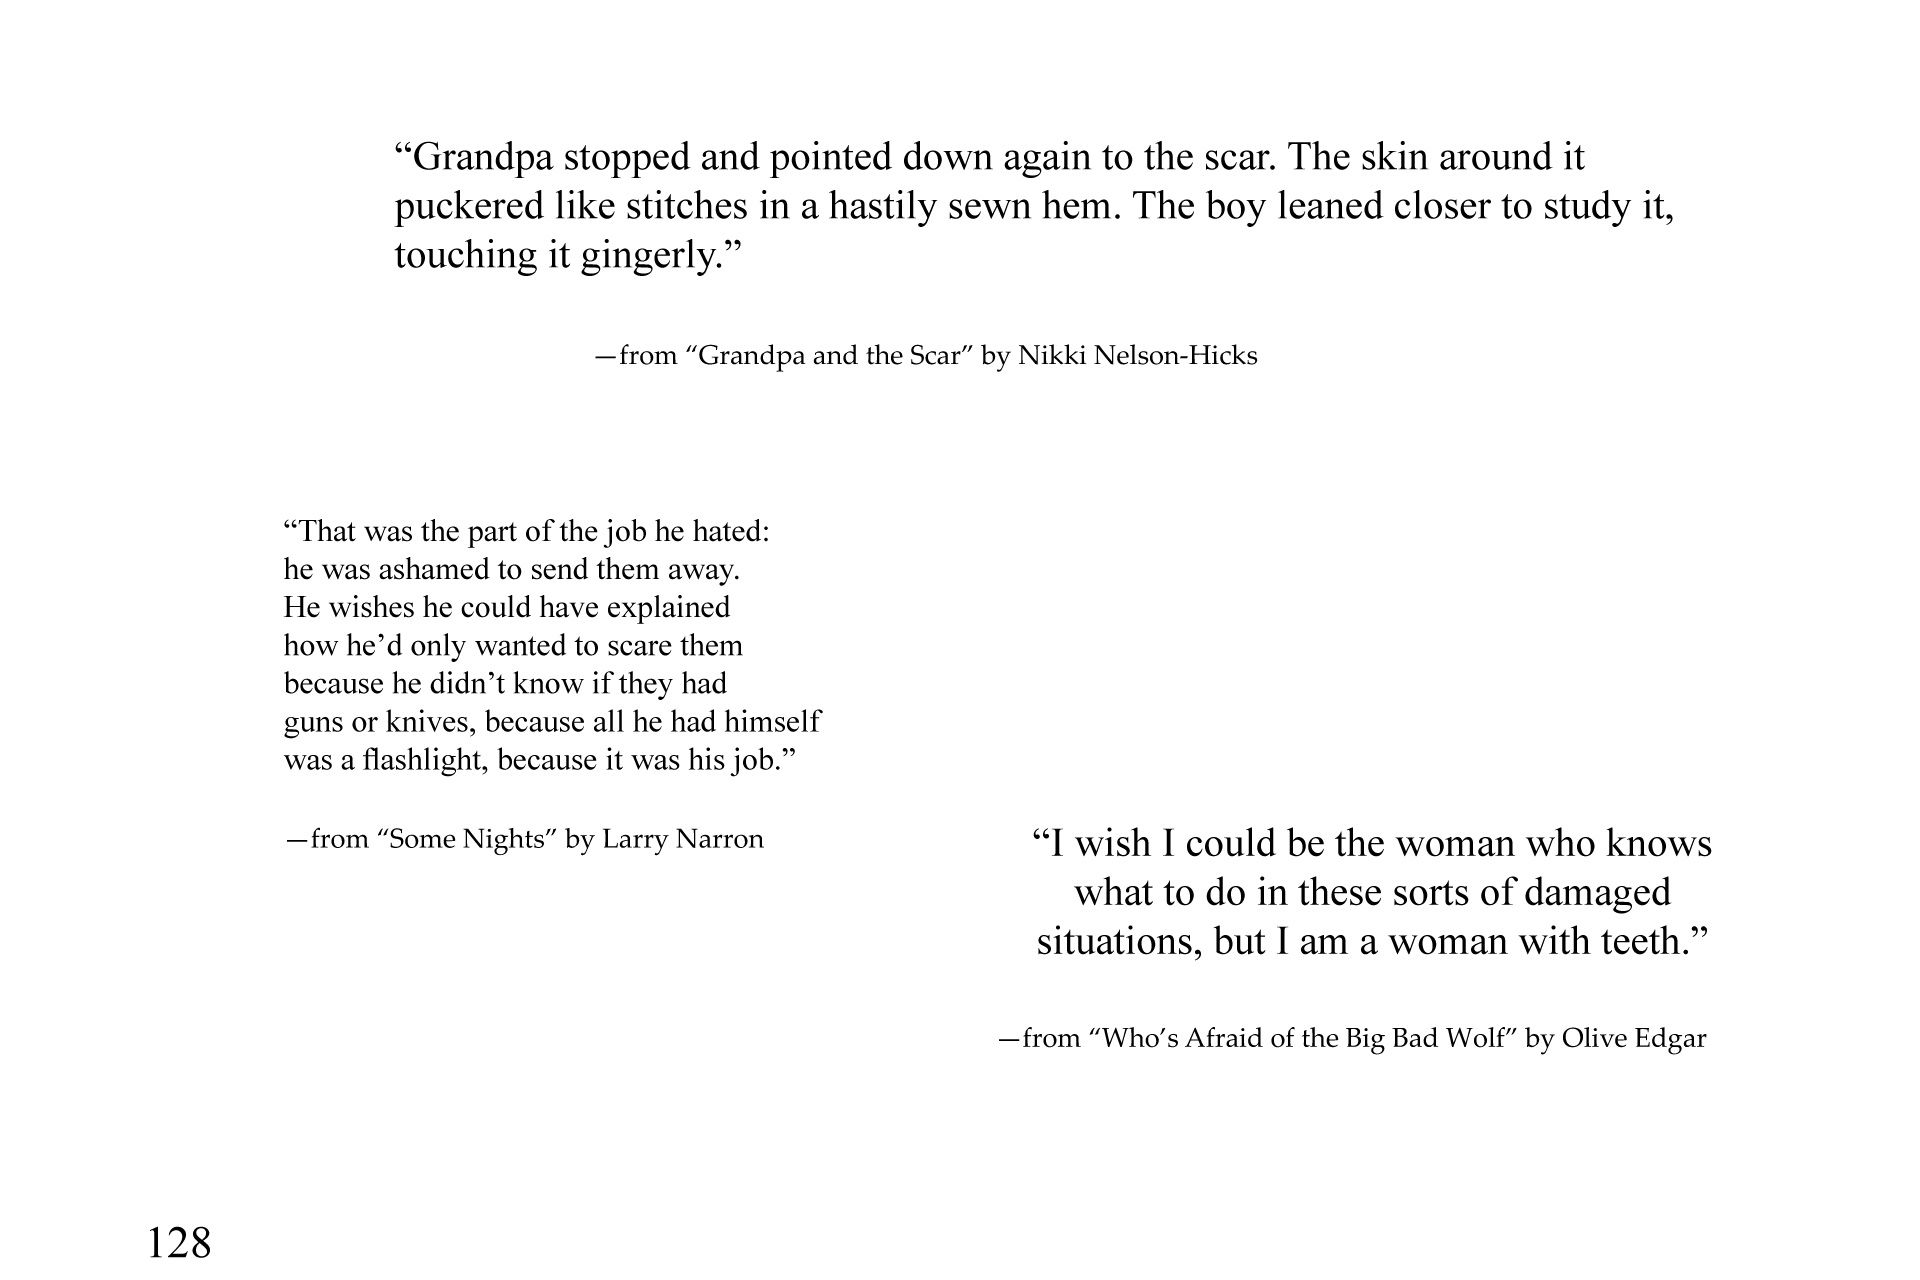 “Grandpa stopped and pointed down again to the scar. The skin around it
puckered like stitches in a hastily sewn hem. The boy leaned closer to study it,
touching it gingerly.”
—from “Grandpa and the Scar” by Nikki Nelson-Hicks
“That was the part of the job he hated:
he was ashamed to send them away.
He wishes he could have explained
how he’d only wanted to scare them
because he didn’t know if they had
guns or knives, because all he had himself
was a flashlight, because it was his job.”
—from “Some Nights” by Larry Narron
“I wish I could be the woman who knows
what to do in these sorts of damaged
situations, but I am a woman with teeth.”
—from “Who’s Afraid of the Big Bad Wolf” by Olive Edgar
128